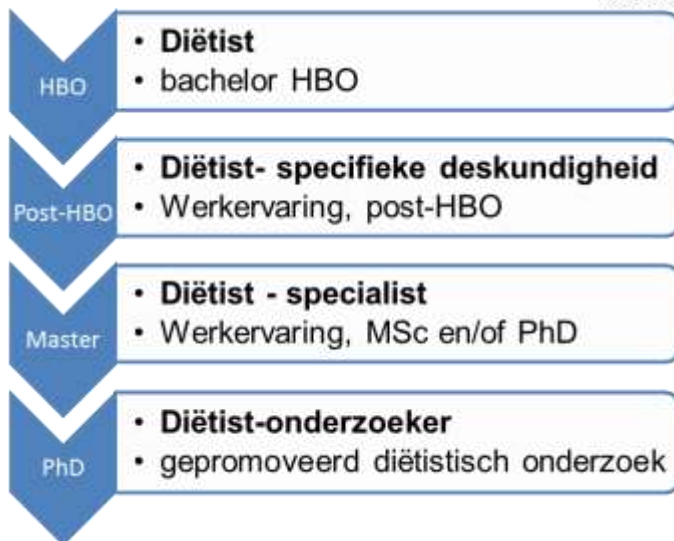 HBO
• Diëtist
• bachelor HBO
Post-HBO
• Diëtist- specifieke deskundigheid
• Werkervaring, post-HBO
Master
• Diëtist - specialist
• Werkervaring, MSc en/of PhD
PhD
• Diëtist-onderzoeker
• gepromoveerd diëtistisch onderzoek